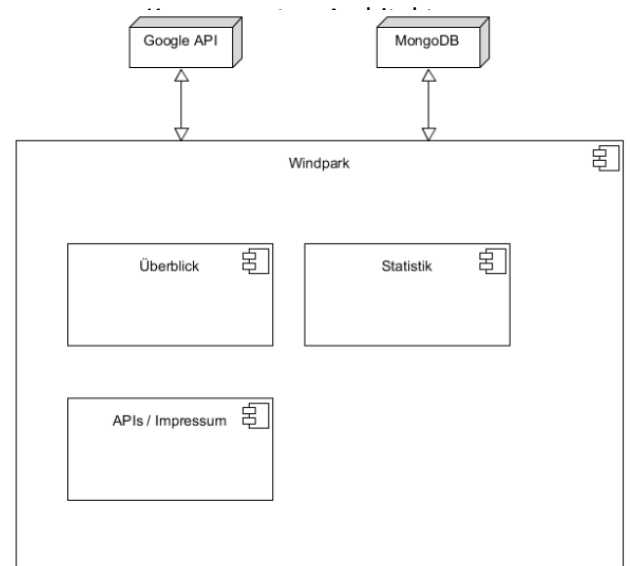 Google API
MongoDB
Windpark
Überblick
Statistik
APIs / Impressum